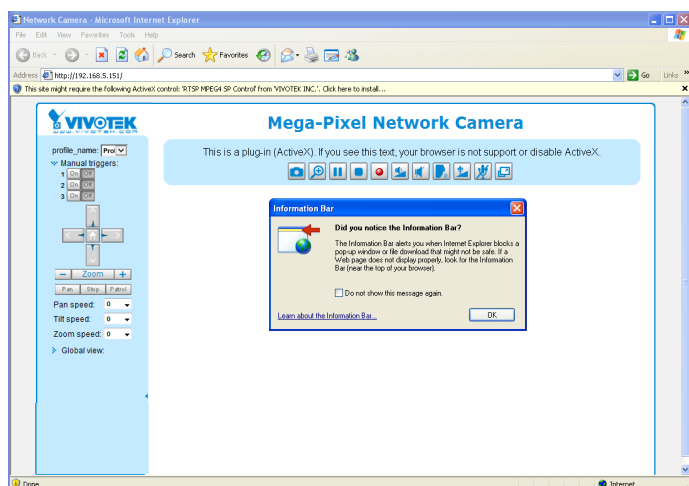 Network Camera - Microsoft Internet Explorer
File Edit View Favorites Tools Help
Back Search Favorites
Address http://192.168.5.151/ Go Links »
This site might require the following ActiveX control: 'RTSP MPEG4 SP Control' from 'VIVOTEK INC.'. Click here to install...
VIVOTEK
WWW.VIVOTEK.COM
Mega-Pixel Network Camera
profile_name: Pro
This is a plug-in (ActiveX). If you see this text, your browser is not support or disable ActiveX.
Manual triggers:
1 On Off
2 On Off
3 On Off
Zoom
Pan Stop Patrol
Pan speed: 0
Tilt speed: 0
Zoom speed: 0
Global view:
Information Bar
Did you notice the Information Bar?
The Information Bar alerts you when Internet Explorer blocks a
pop-up window or file download that might not be safe. If a
Web page does not display properly, look for the Information
Bar (near the top of your browser).
Do not show this message again.
Learn about the Information Bar...
OK
Done Internet